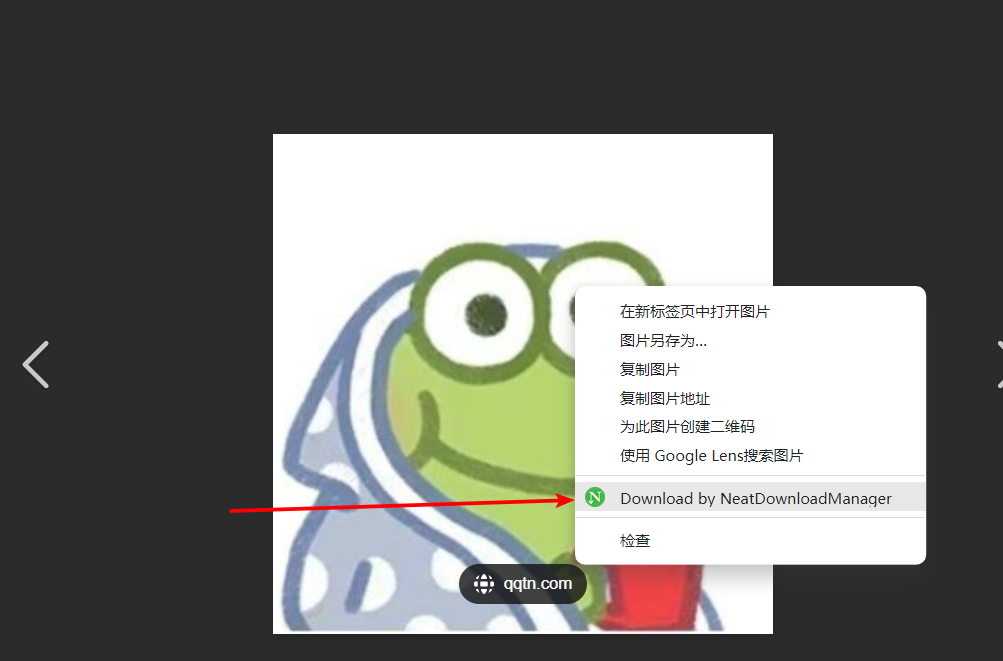 在新标签页中打开图片
图片另存为...
复制图片
复制图片地址
为此图片创建二维码
使用 Google Lens搜索图片
Download by NeatDownloadManager
检查
qqtn.com